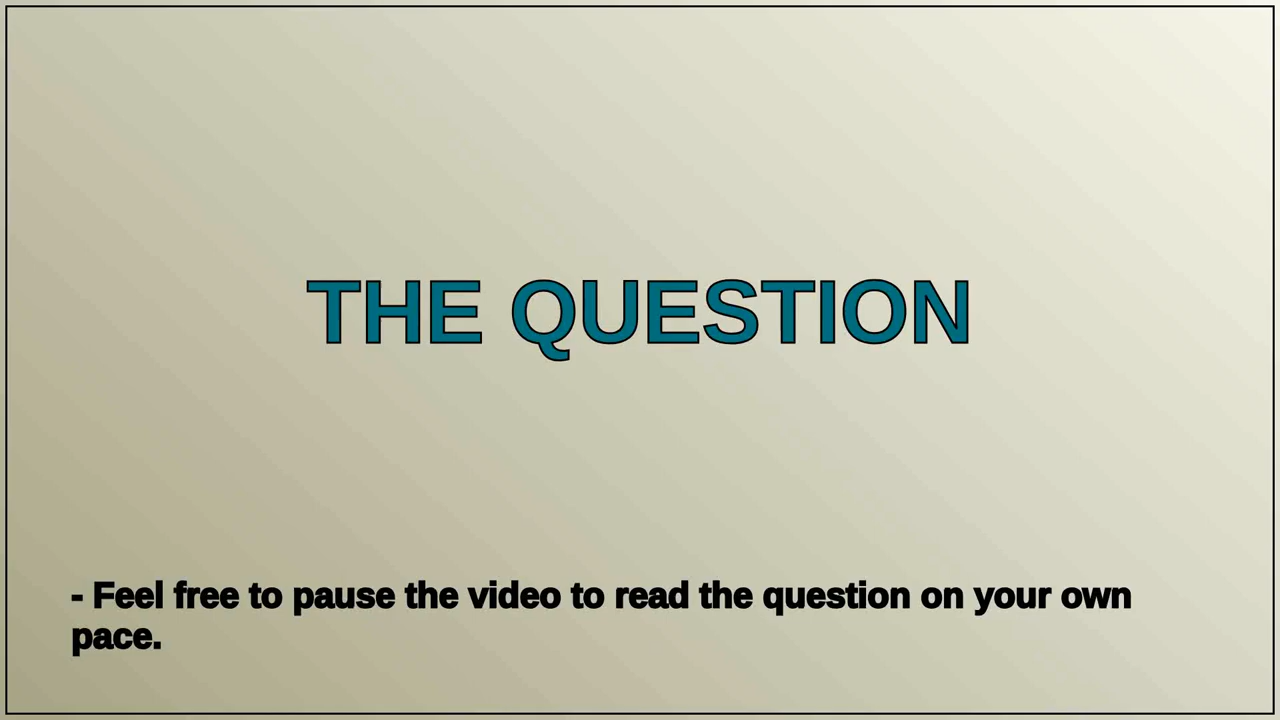 THE QUESTION
- Feel free to pause the video to read the question on your own
pace.